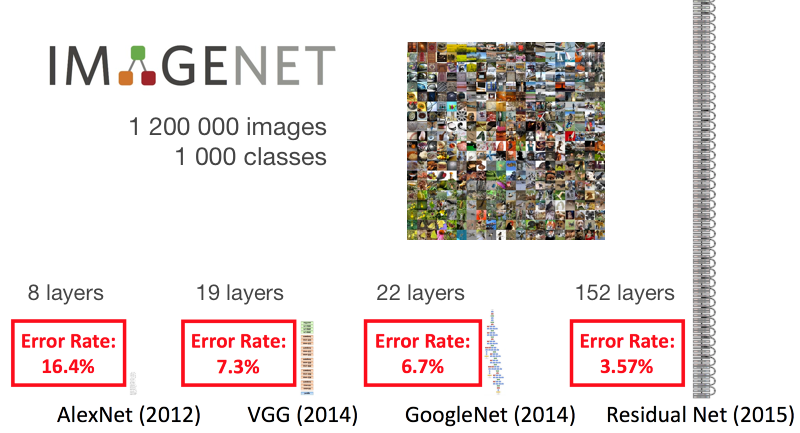 IMAGENET
1 200 000 images
1 000 classes
8 layers
19 layers
22 layers
152 layers
Error Rate:
16.4%
Error Rate:
7.3%
Error Rate:
6.7%
Error Rate:
3.57%
AlexNet (2012)
VGG (2014)
GoogleNet (2014)
Residual Net (2015)